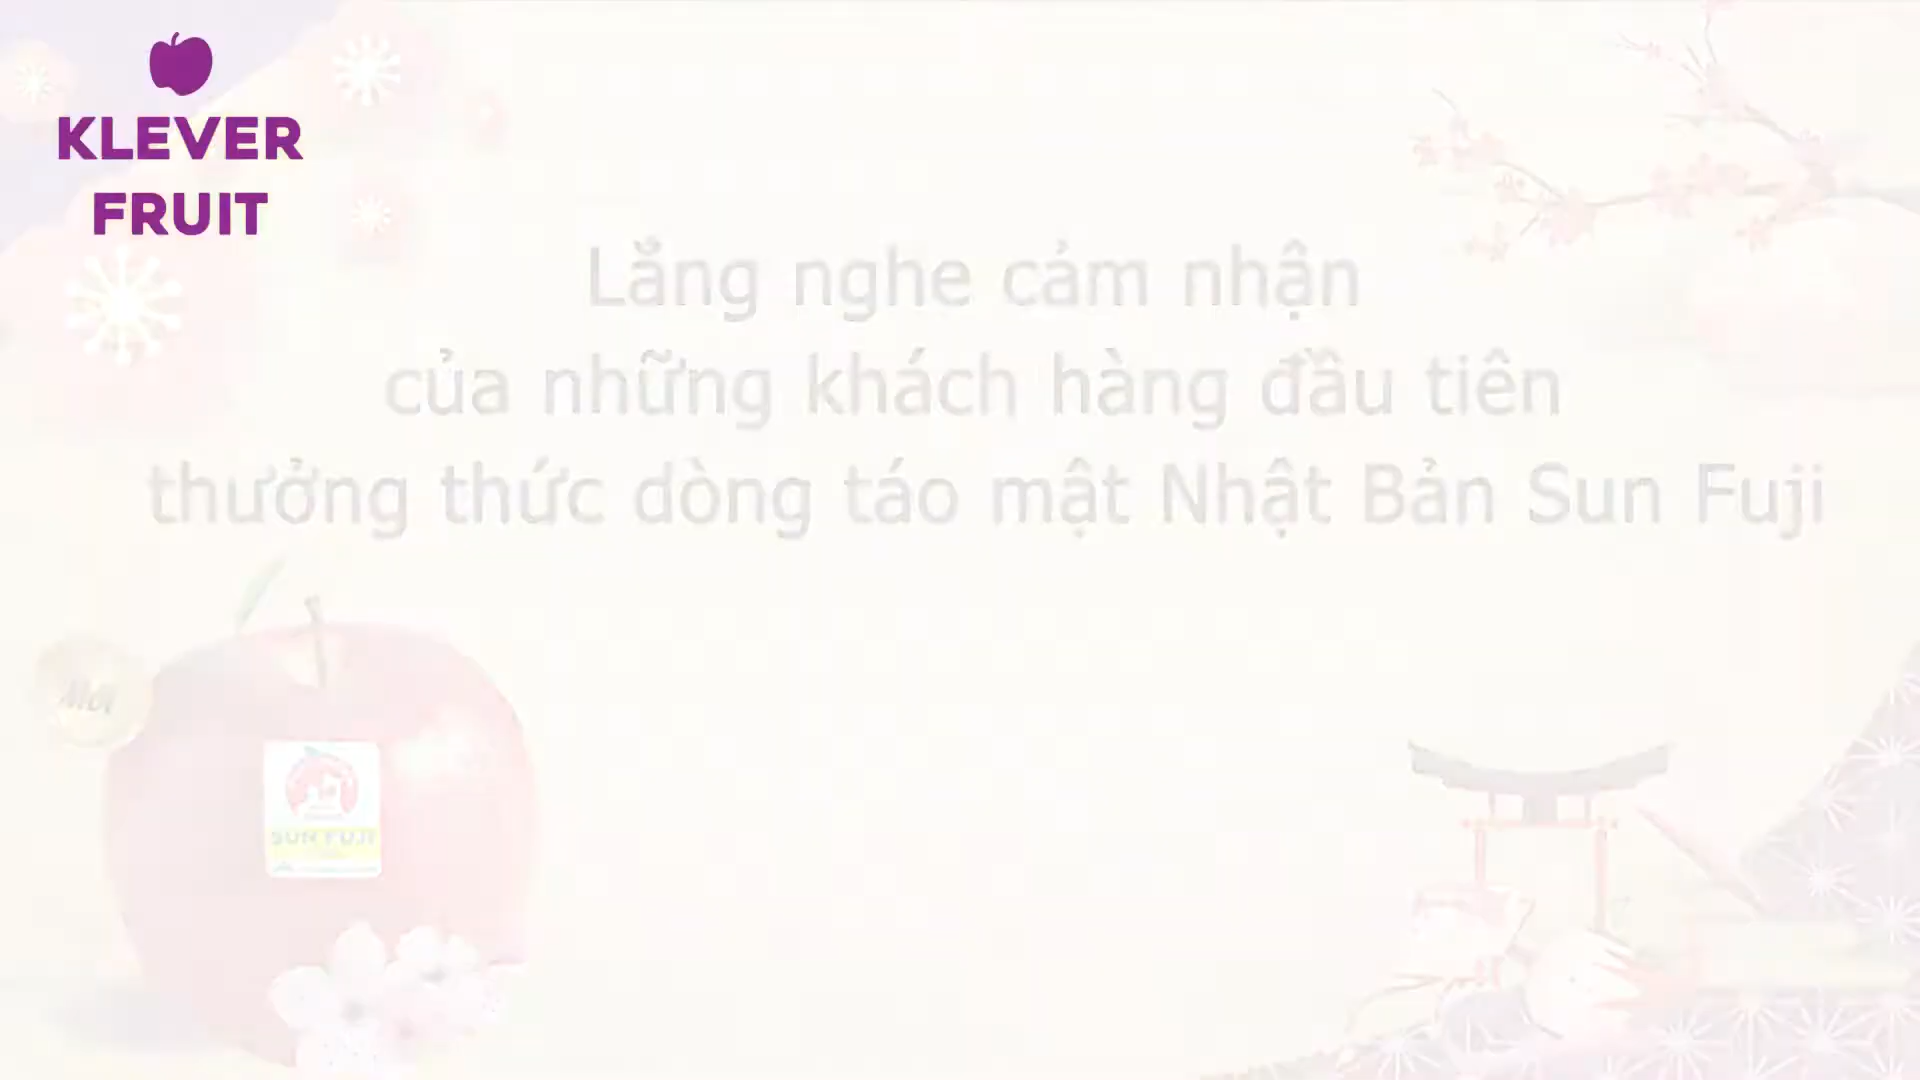 KLEVER
FRUIT
Lắng nghe cảm nhận
của những khách hàng đầu tiên
thưởng thức dòng táo mật Nhật Bản Sun Fuji
Mới
SUN FUJI